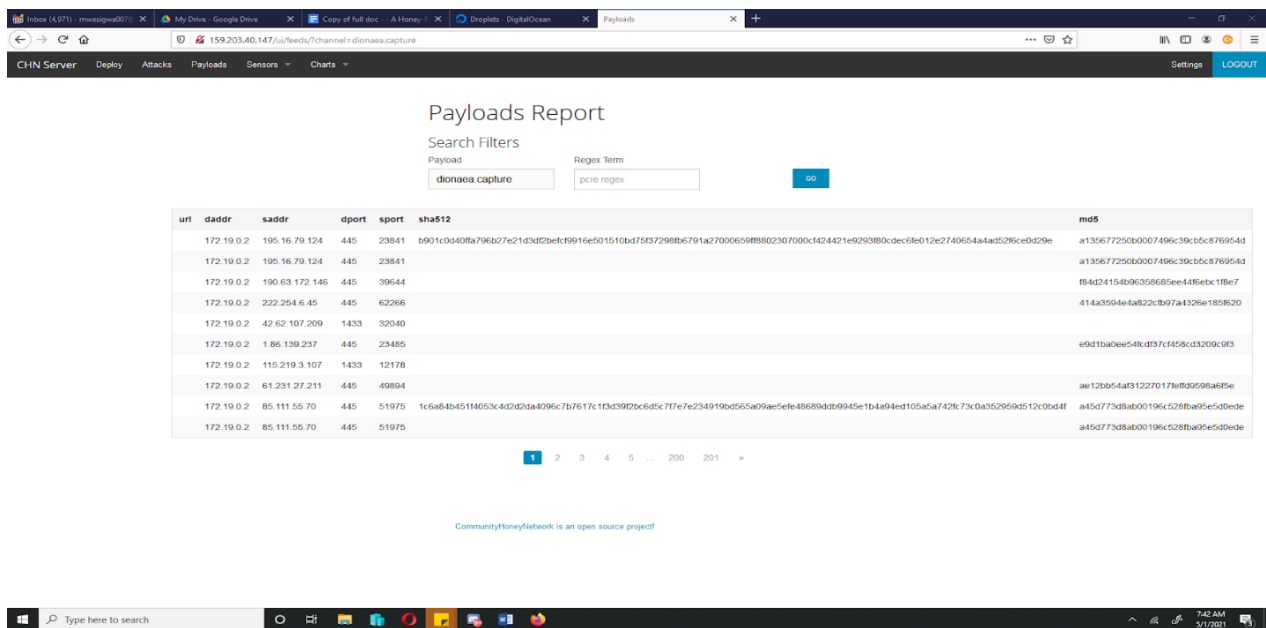 Inbox (4,971) - mwesigwa007@
My Drive - Google Drive
Copy of full doc - - A Honey-P
Droplets - DigitalOcean
Payloads
159.203.40.147/ui/feeds/?channel=dionaea.capture
CHN Server Deploy Attacks Payloads Sensors Charts Settings LOGOUT
Payloads Report
Search Filters
Payload Regex Term
dionaea.capture pcre regex GO
url daddr saddr dport sport sha512 md5
172.19.0.2 195.16.79.124 445 23841 b901c0d40ffa796b27e21d3df2befcf9916e501510bd75f37298fb6791a27000659ff8802307000cf424421e9293f80cdec6fe012e2740654a4ad52f6ce0d29e a135677250b0007496c39cb5c876954d
172.19.0.2 195.16.79.124 445 23841 a135677250b0007496c39cb5c876954d
172.19.0.2 190.63.172.146 445 39644 f84d24154b96358685ee44f6ebc1f8e7
172.19.0.2 222.254.6.45 445 62266 414a3594e4a822cfb97a4326e185f620
172.19.0.2 42.62.107.209 1433 32040
172.19.0.2 1.86.139.237 445 23485 e9d1ba0ee54fcdf37cf458cd3209c9f3
172.19.0.2 115.219.3.107 1433 12178
172.19.0.2 61.231.27.211 445 49894 ae12bb54af31227017feffd9598a6f5e
172.19.0.2 85.111.55.70 445 51975 1c6a84b451f4053c4d2d2da4096c7b7617c1f3d39f2bc6d5c7f7e7e234919bd565a09ae5efe48689ddb9945e1b4a94ed105a5a742fc73c0a352959d512c0bd4f a45d773d8ab00196c528fba95e5d0ede
172.19.0.2 85.111.55.70 445 51975 a45d773d8ab00196c528fba95e5d0ede
1 2 3 4 5 ... 200 201 »
CommunityHoneyNetwork is an open source project!
Type here to search
7:42 AM
5/1/2021